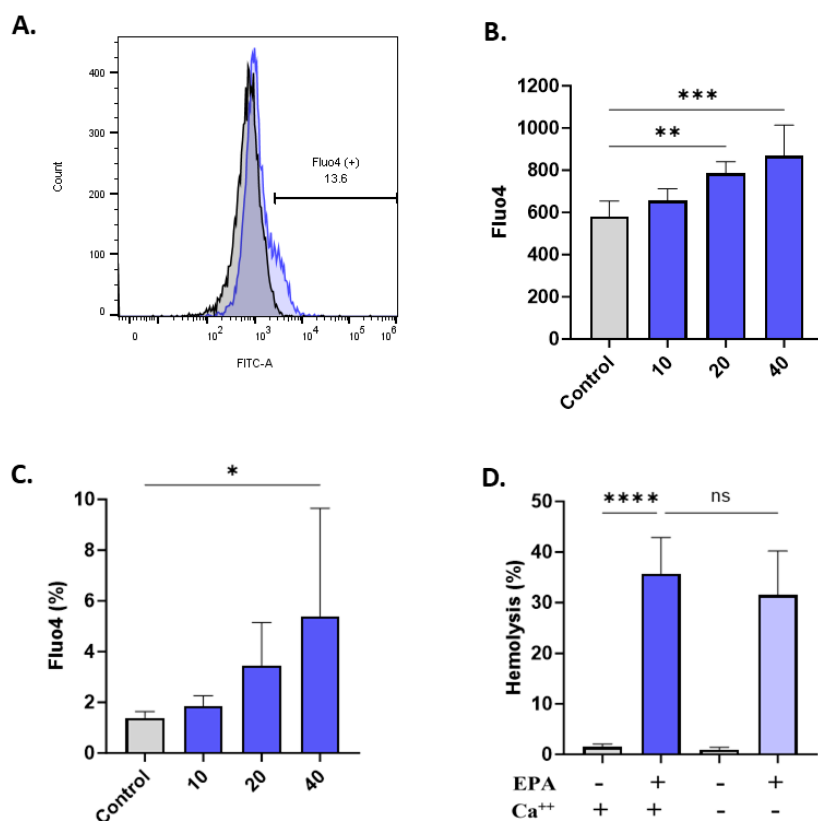 A.
Count
400
300
200
100
0
Fluo4 (+)
13.6
0 10² 10³ 10⁴ 10⁵ 10⁶
FITC-A
B.
Fluo4
1200
1000
800
600
400
200
0
***
**
Control 10 20 40
C.
Fluo4 (%)
10
8
6
4
2
0
*
Control 10 20 40
D.
Hemolysis (%)
50
40
30
20
10
0
**** ns
EPA - + - +
Ca⁺⁺ + + - -